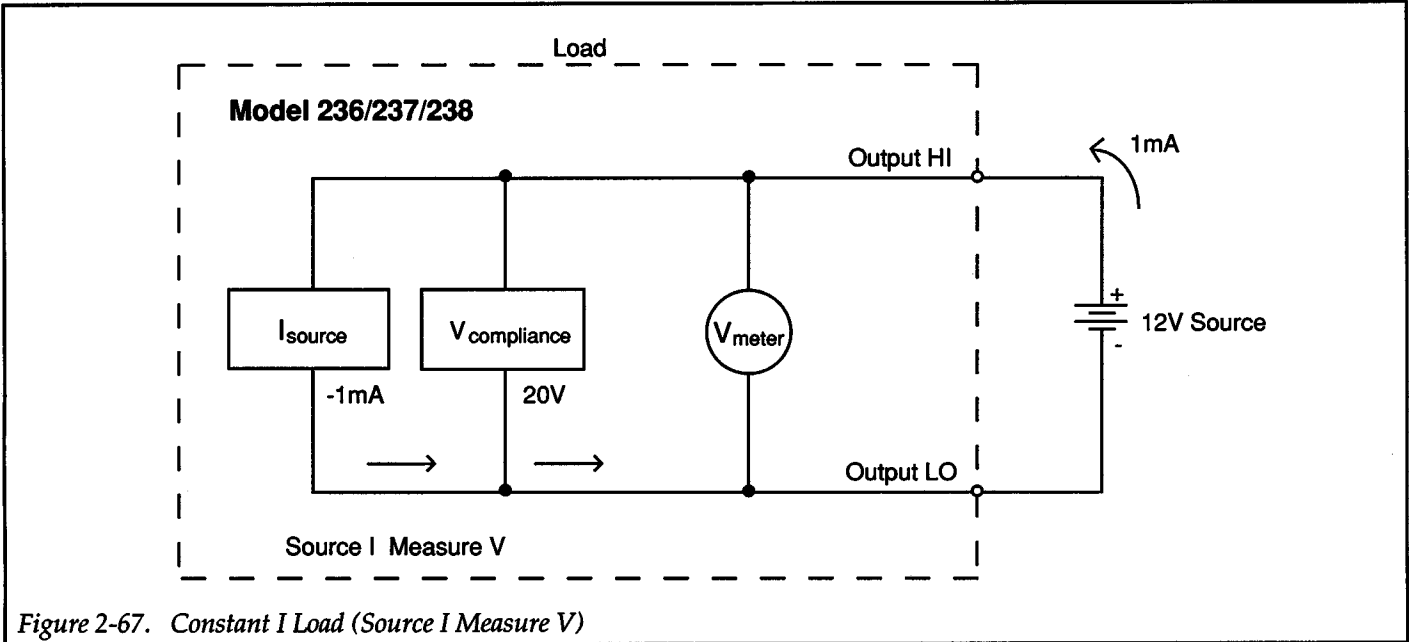 Load
Model 236/237/238
Output HI
1mA
Isource
-1mA
Vcompliance
20V
Vmeter
+
-
12V Source
Output LO
Source I Measure V
Figure 2-67. Constant I Load (Source I Measure V)